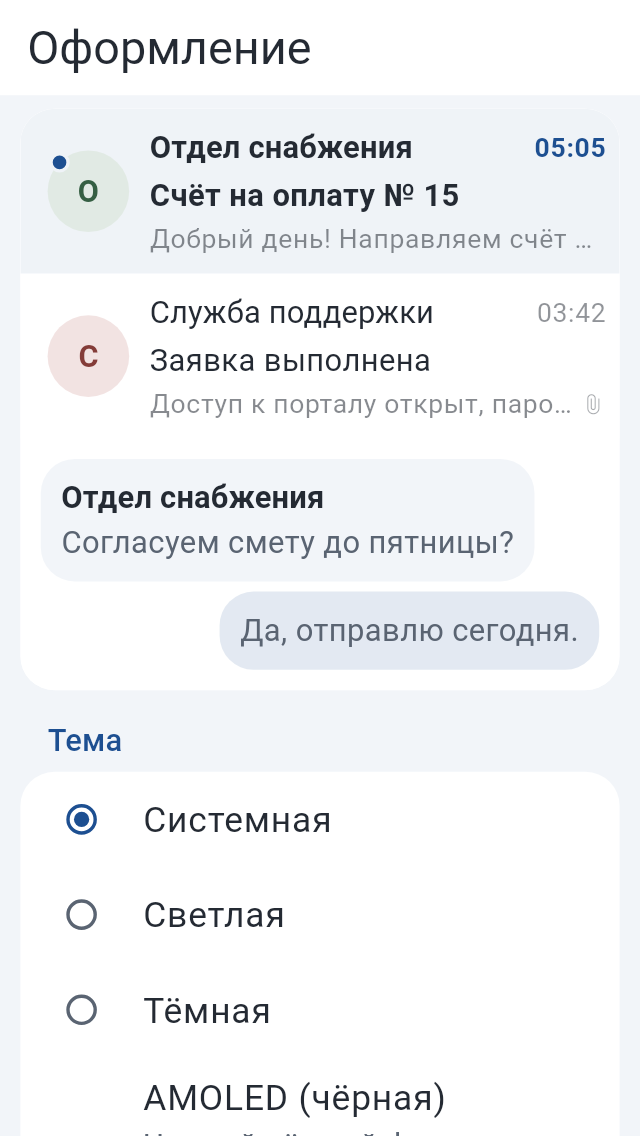 Оформление
Отдел снабжения 05:05
О
Счёт на оплату № 15
Добрый день! Направляем счёт …
Служба поддержки 03:42
С
Заявка выполнена
Доступ к порталу открыт, паро…
Отдел снабжения
Согласуем смету до пятницы?
Да, отправлю сегодня.
Тема
Системная
Светлая
Тёмная
AMOLED (чёрная)